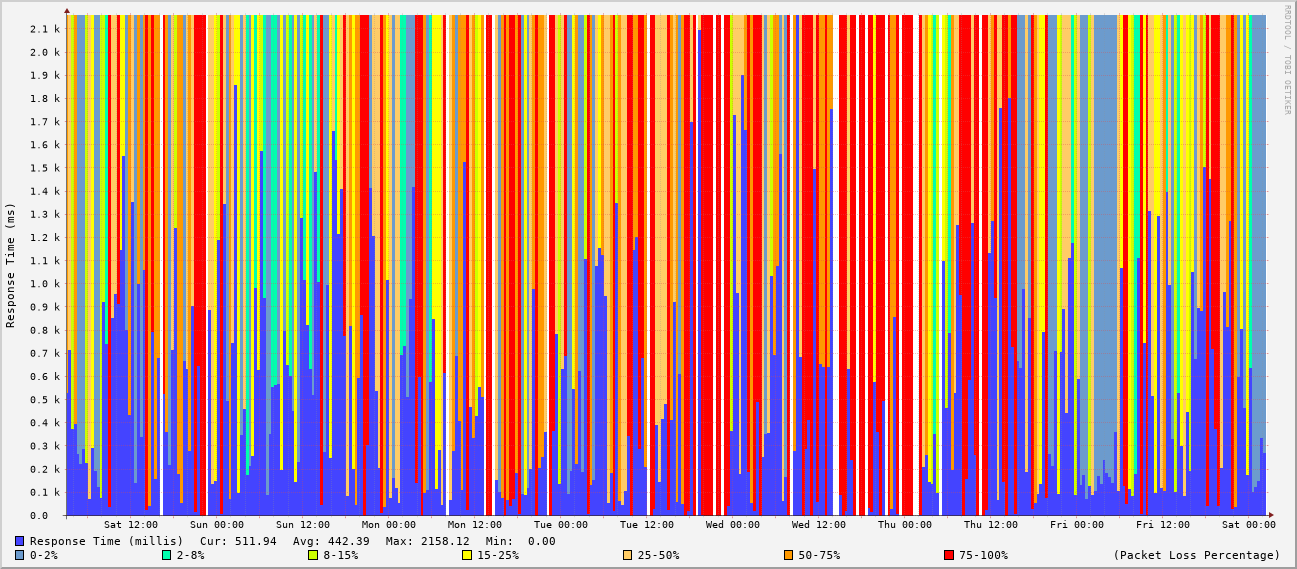 RRDTOOL / TOBI OETIKER
Response Time (ms)
2.1 k
2.0 k
1.9 k
1.8 k
1.7 k
1.6 k
1.5 k
1.4 k
1.3 k
1.2 k
1.1 k
1.0 k
0.9 k
0.8 k
0.7 k
0.6 k
0.5 k
0.4 k
0.3 k
0.2 k
0.1 k
0.0
Sat 12:00 Sun 00:00 Sun 12:00 Mon 00:00 Mon 12:00 Tue 00:00 Tue 12:00 Wed 00:00 Wed 12:00 Thu 00:00 Thu 12:00 Fri 00:00 Fri 12:00 Sat 00:00
Response Time (millis) Cur: 511.94 Avg: 442.39 Max: 2158.12 Min: 0.00
0-2% 2-8% 8-15% 15-25% 25-50% 50-75% 75-100% (Packet Loss Percentage)